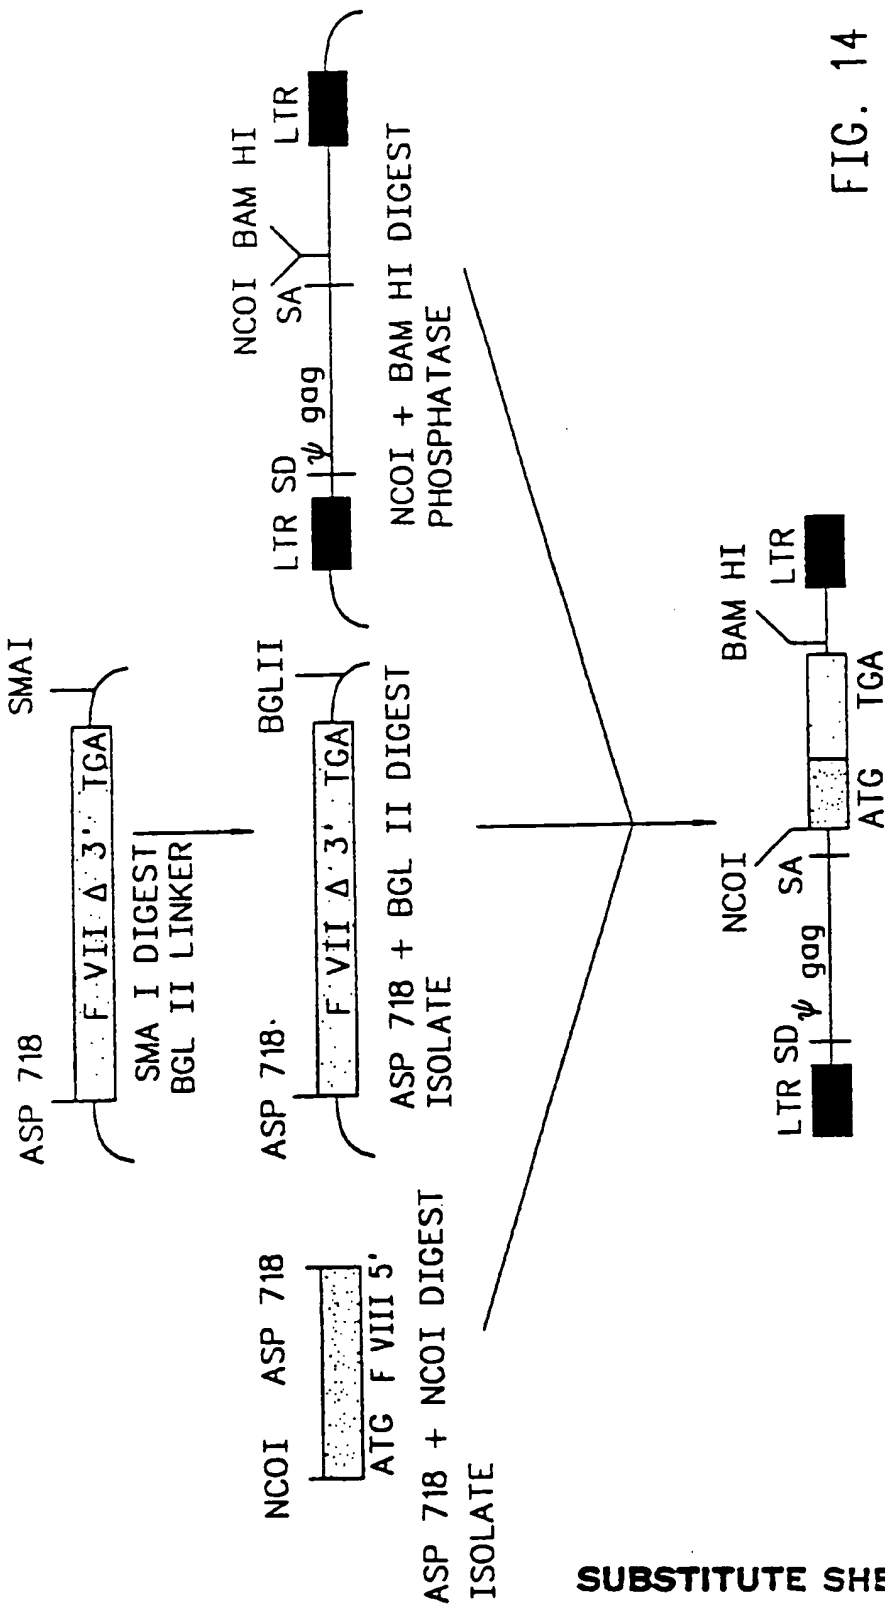 ASP 718
SMAI
F VII Δ 3' TGA
SMA I DIGEST
BGL II LINKER
NCOI ASP 718
ATG F VIII 5'
ASP 718 + NCOI DIGEST
ISOLATE
ASP 718
BGLII
F VII Δ 3' TGA
ASP 718 + BGL II DIGEST
ISOLATE
NCOI BAM HI
LTR SD ψ gag SA LTR
NCOI + BAM HI DIGEST
PHOSPHATASE
NCOI BAM HI
LTR SD ψ gag SA LTR
ATG TGA
FIG. 14
SUBSTITUTE